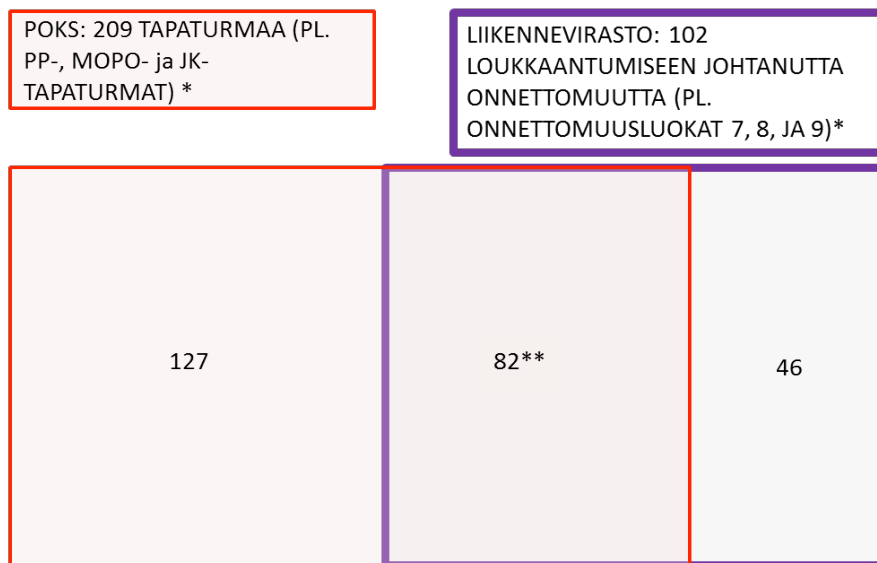 POKS: 209 TAPATURMAA (PL.
PP-, MOPO- ja JK-
TAPATURMAT) *
LIIKENNEVIRASTO: 102
LOUKKAANTUMISEEN JOHTANUTTA
ONNETTOMUUTTA (PL.
ONNETTOMUUSLUOKAT 7, 8, JA 9)*
127
82**
46